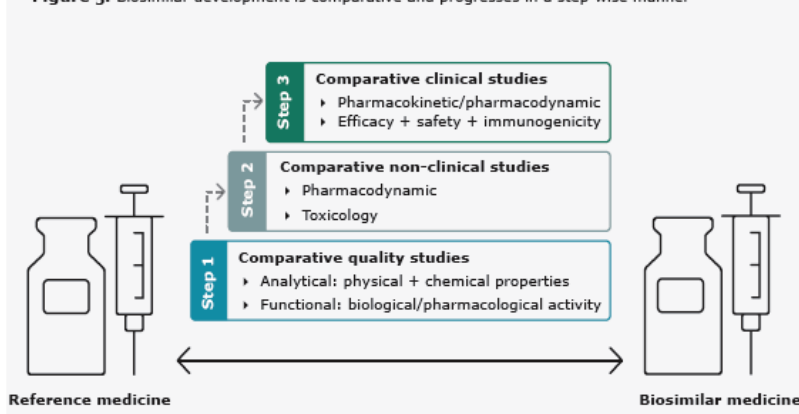 Figure 3. Biosimilar development is comparative and progresses in a step-wise manner
Step 3
Comparative clinical studies
‣ Pharmacokinetic/pharmacodynamic
‣ Efficacy + safety + immunogenicity
Step 2
Comparative non-clinical studies
‣ Pharmacodynamic
‣ Toxicology
Step 1
Comparative quality studies
‣ Analytical: physical + chemical properties
‣ Functional: biological/pharmacological activity
Reference medicine
Biosimilar medicine